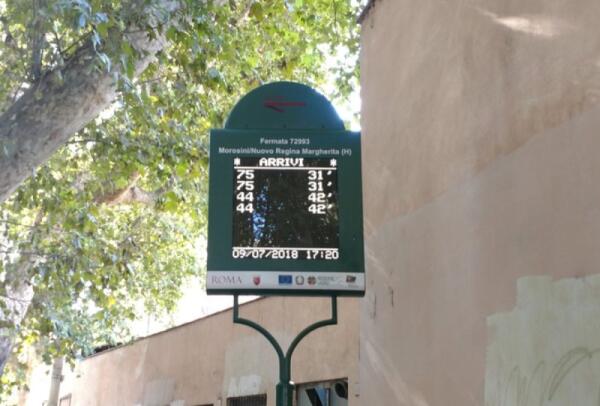 Fermata 72993
Morosini/Nuovo Regina Margherita (H)
* ARRIVI *
75 31'
75 31'
44 42'
44 42'
09/07/2018 17:20
ROMA